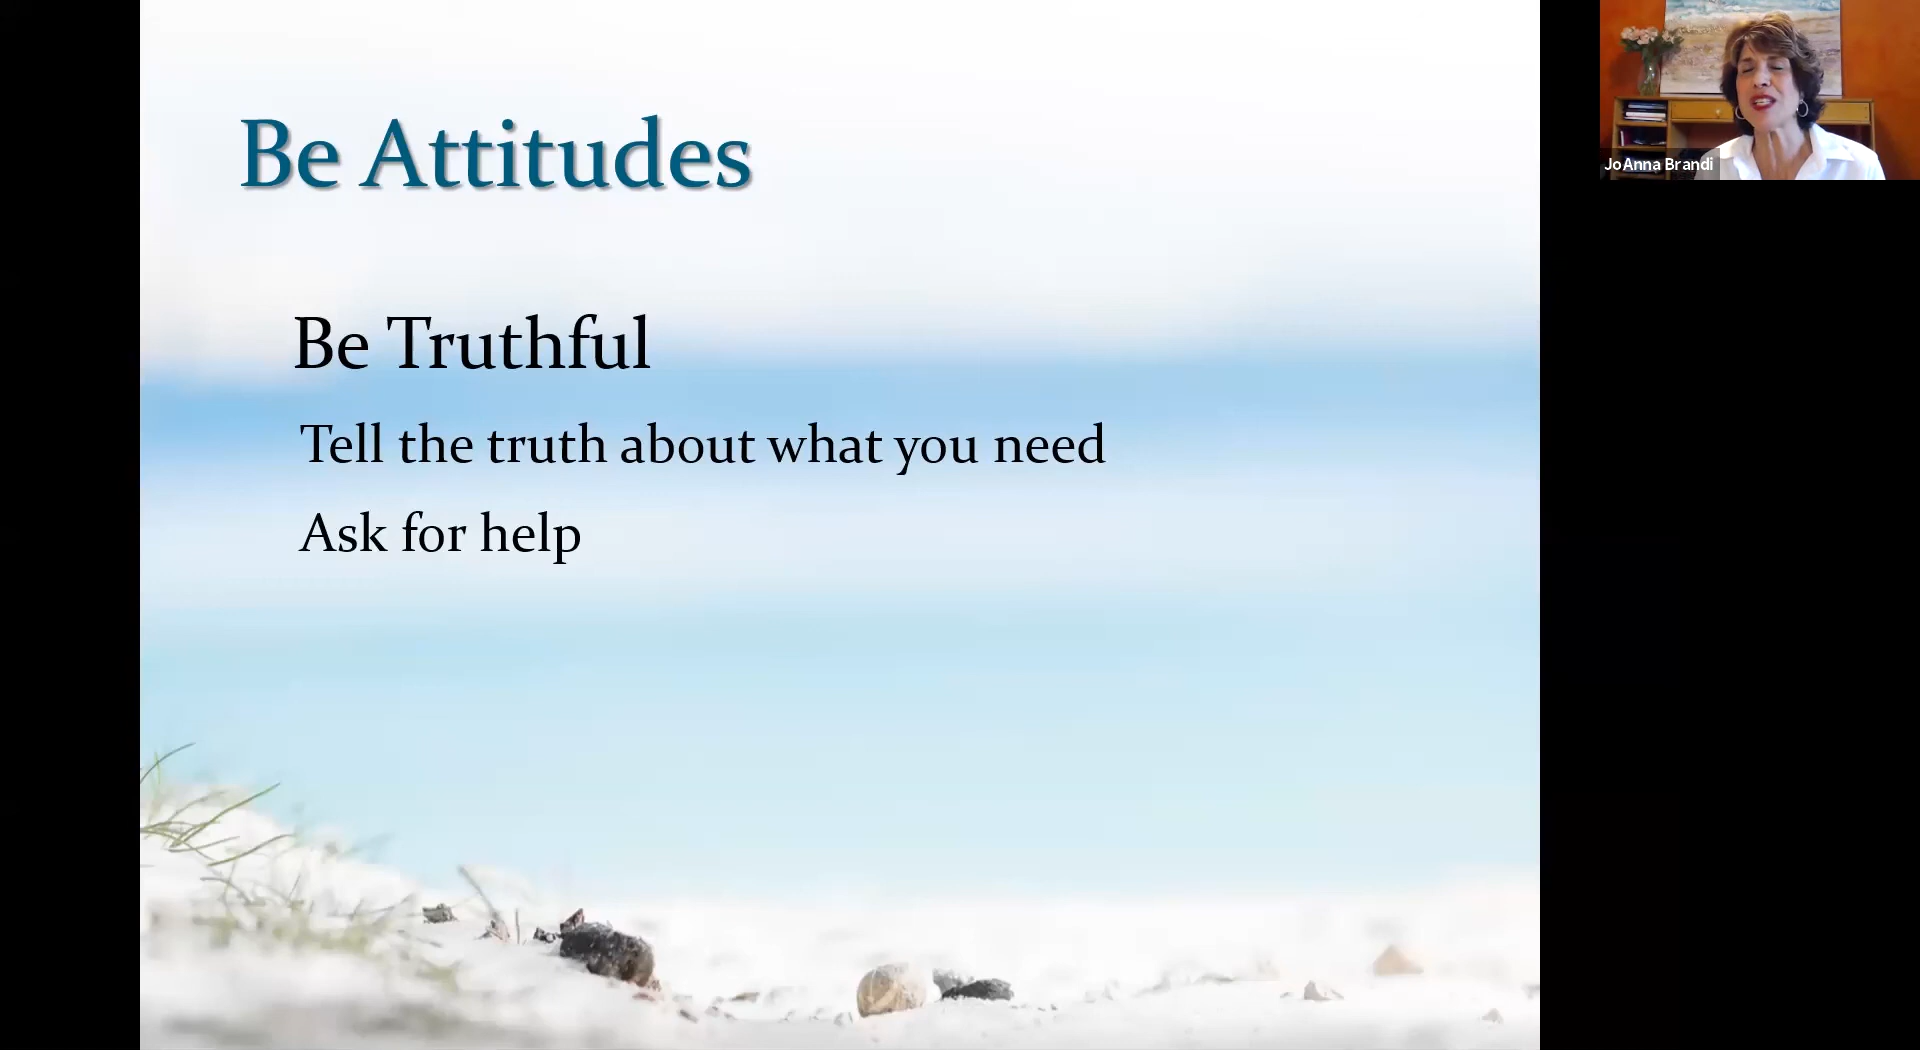 Be Attitudes
Be Truthful
Tell the truth about what you need
Ask for help
JoAnna Brandi